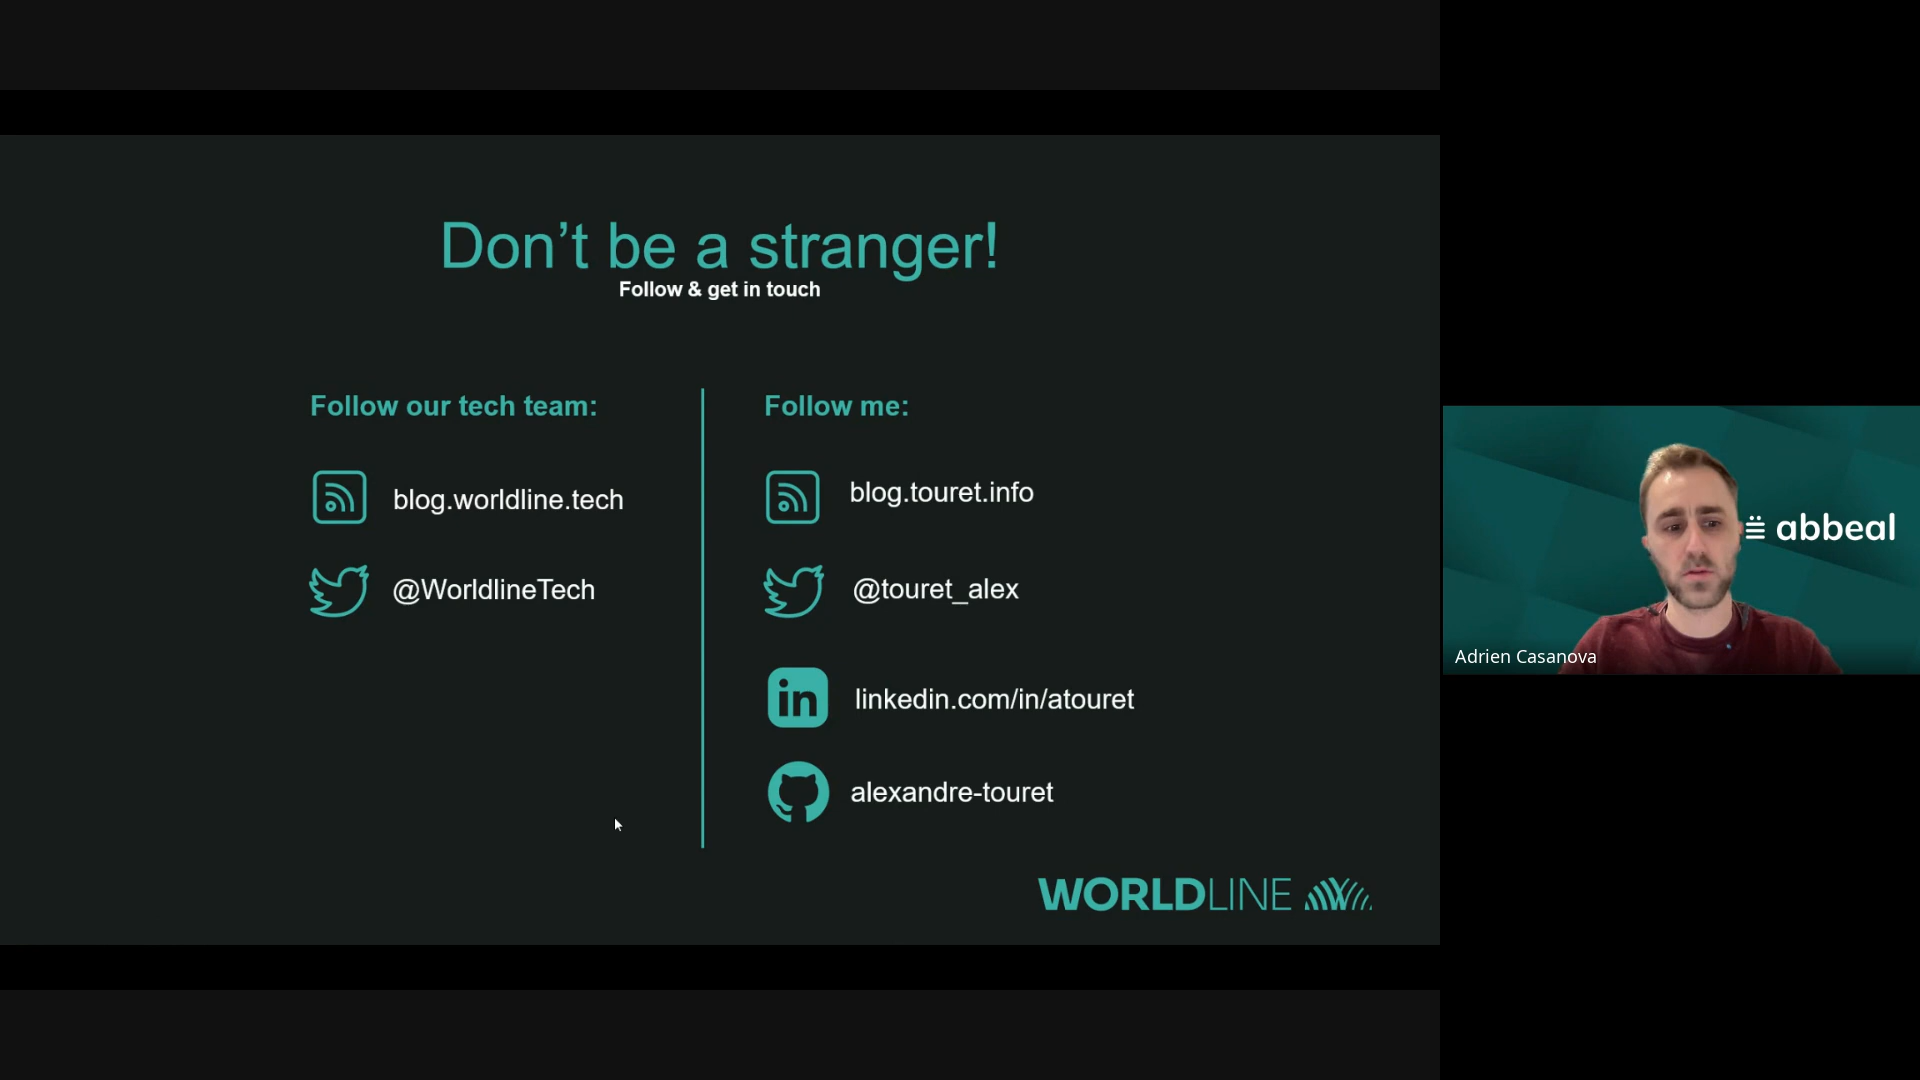 Don’t be a stranger!
Follow & get in touch
Follow our tech team:
blog.worldline.tech
@WorldlineTech
Follow me:
blog.touret.info
@touret_alex
in
linkedin.com/in/atouret
alexandre-touret
WORLDLINE
abbeal
Adrien Casanova